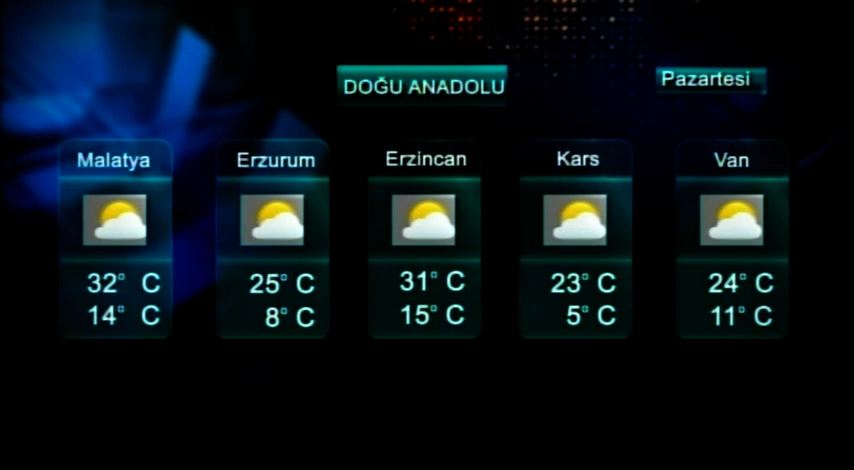 DOĞU ANADOLU
Pazartesi
Malatya
32° C
14° C
Erzurum
25° C
8° C
Erzincan
31° C
15° C
Kars
23° C
5° C
Van
24° C
11° C